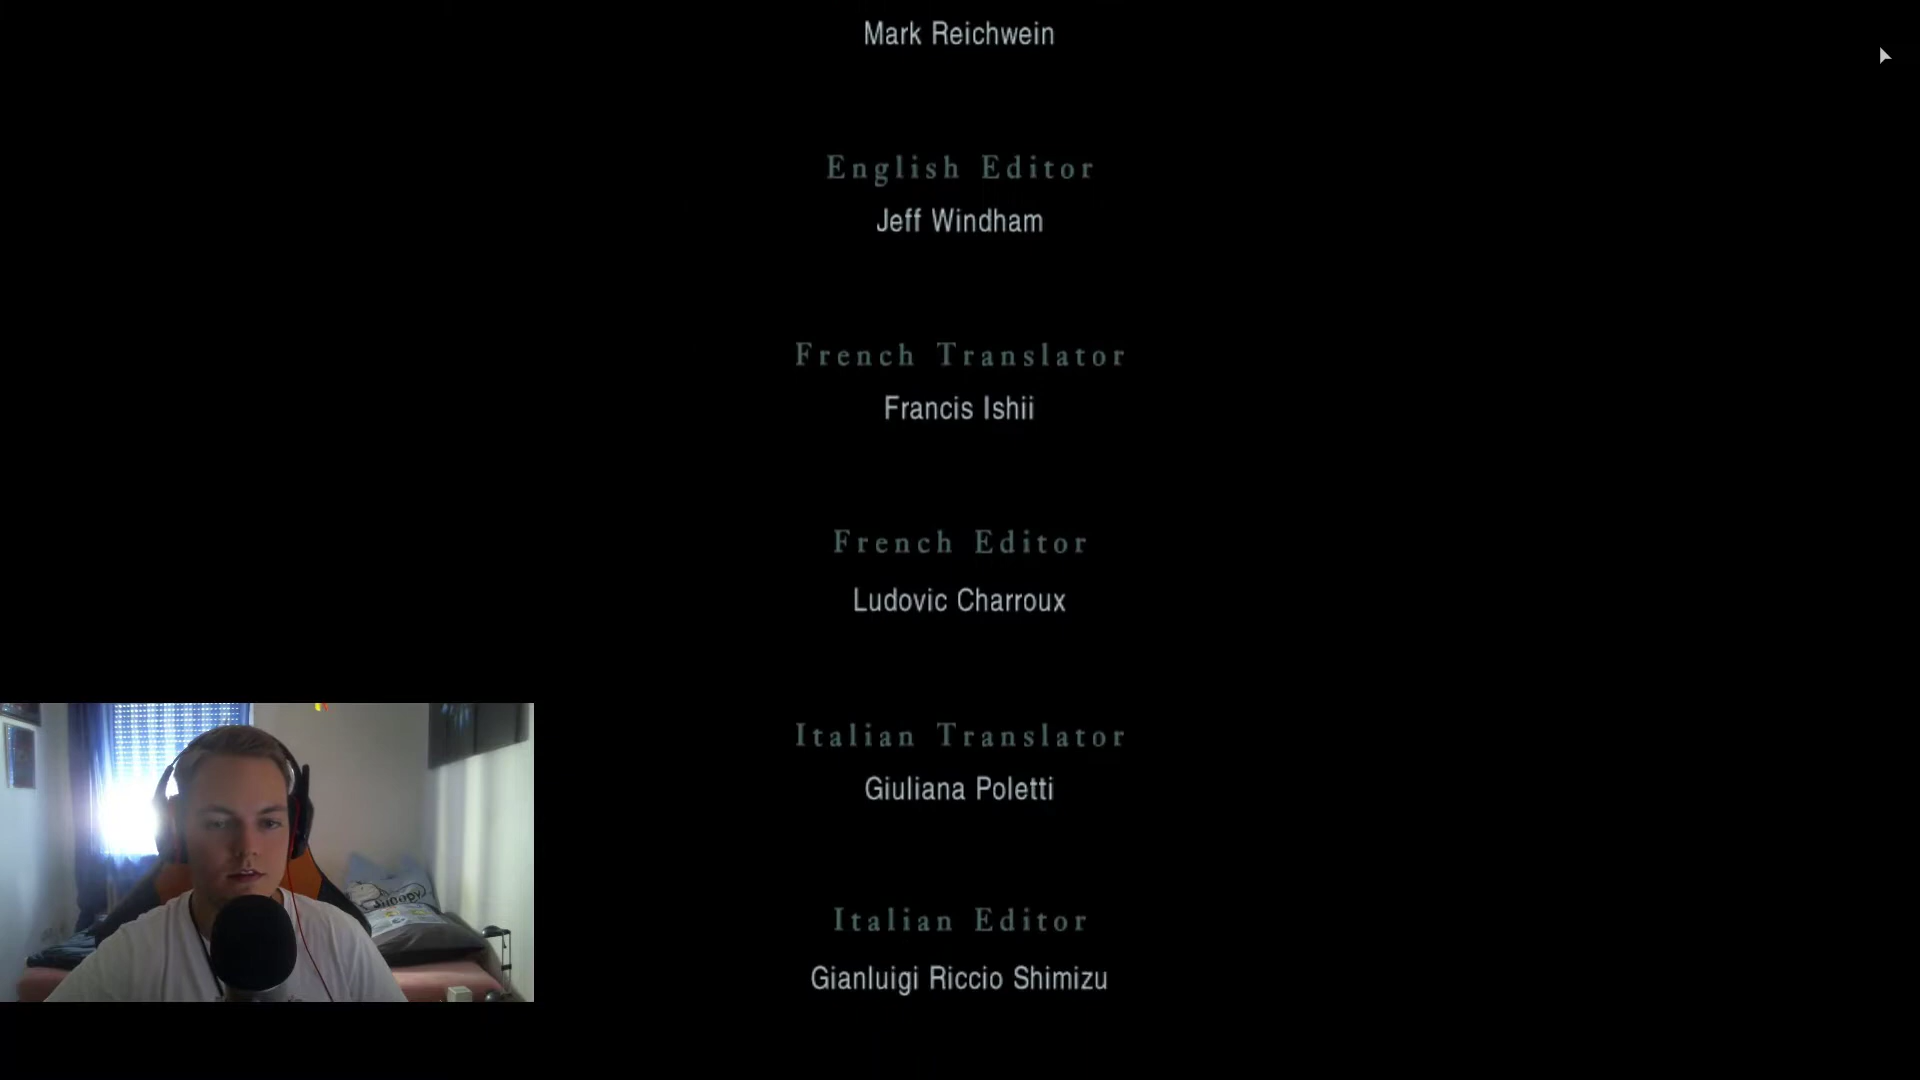 Mark Reichwein
English Editor
Jeff Windham
French Translator
Francis Ishii
French Editor
Ludovic Charroux
Italian Translator
Giuliana Poletti
Italian Editor
Gianluigi Riccio Shimizu
Snoopy